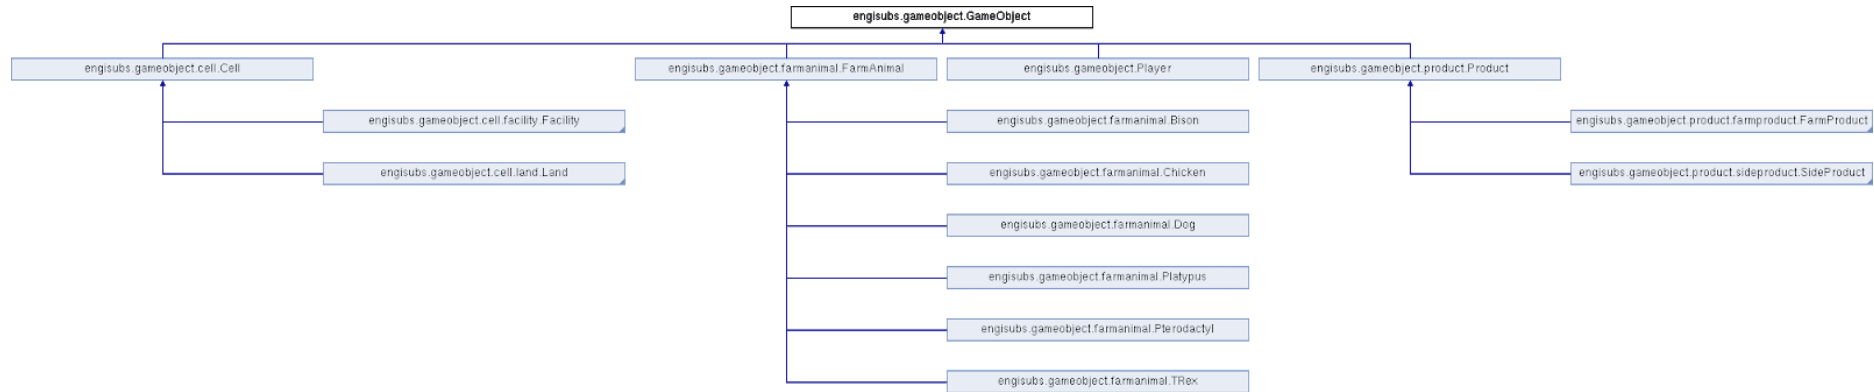 engisubs.gameobject.GameObject
engisubs.gameobject.cell.Cell
engisubs.gameobject.farmanimal.FarmAnimal
engisubs.gameobject.Player
engisubs.gameobject.product.Product
engisubs.gameobject.cell.facility.Facility
engisubs.gameobject.farmanimal.Bison
engisubs.gameobject.product.farmproduct.FarmProduct
engisubs.gameobject.cell.land.Land
engisubs.gameobject.farmanimal.Chicken
engisubs.gameobject.product.sideproduct.SideProduct
engisubs.gameobject.farmanimal.Dog
engisubs.gameobject.farmanimal.Platypus
engisubs.gameobject.farmanimal.Pterodactyl
engisubs.gameobject.farmanimal.TRex